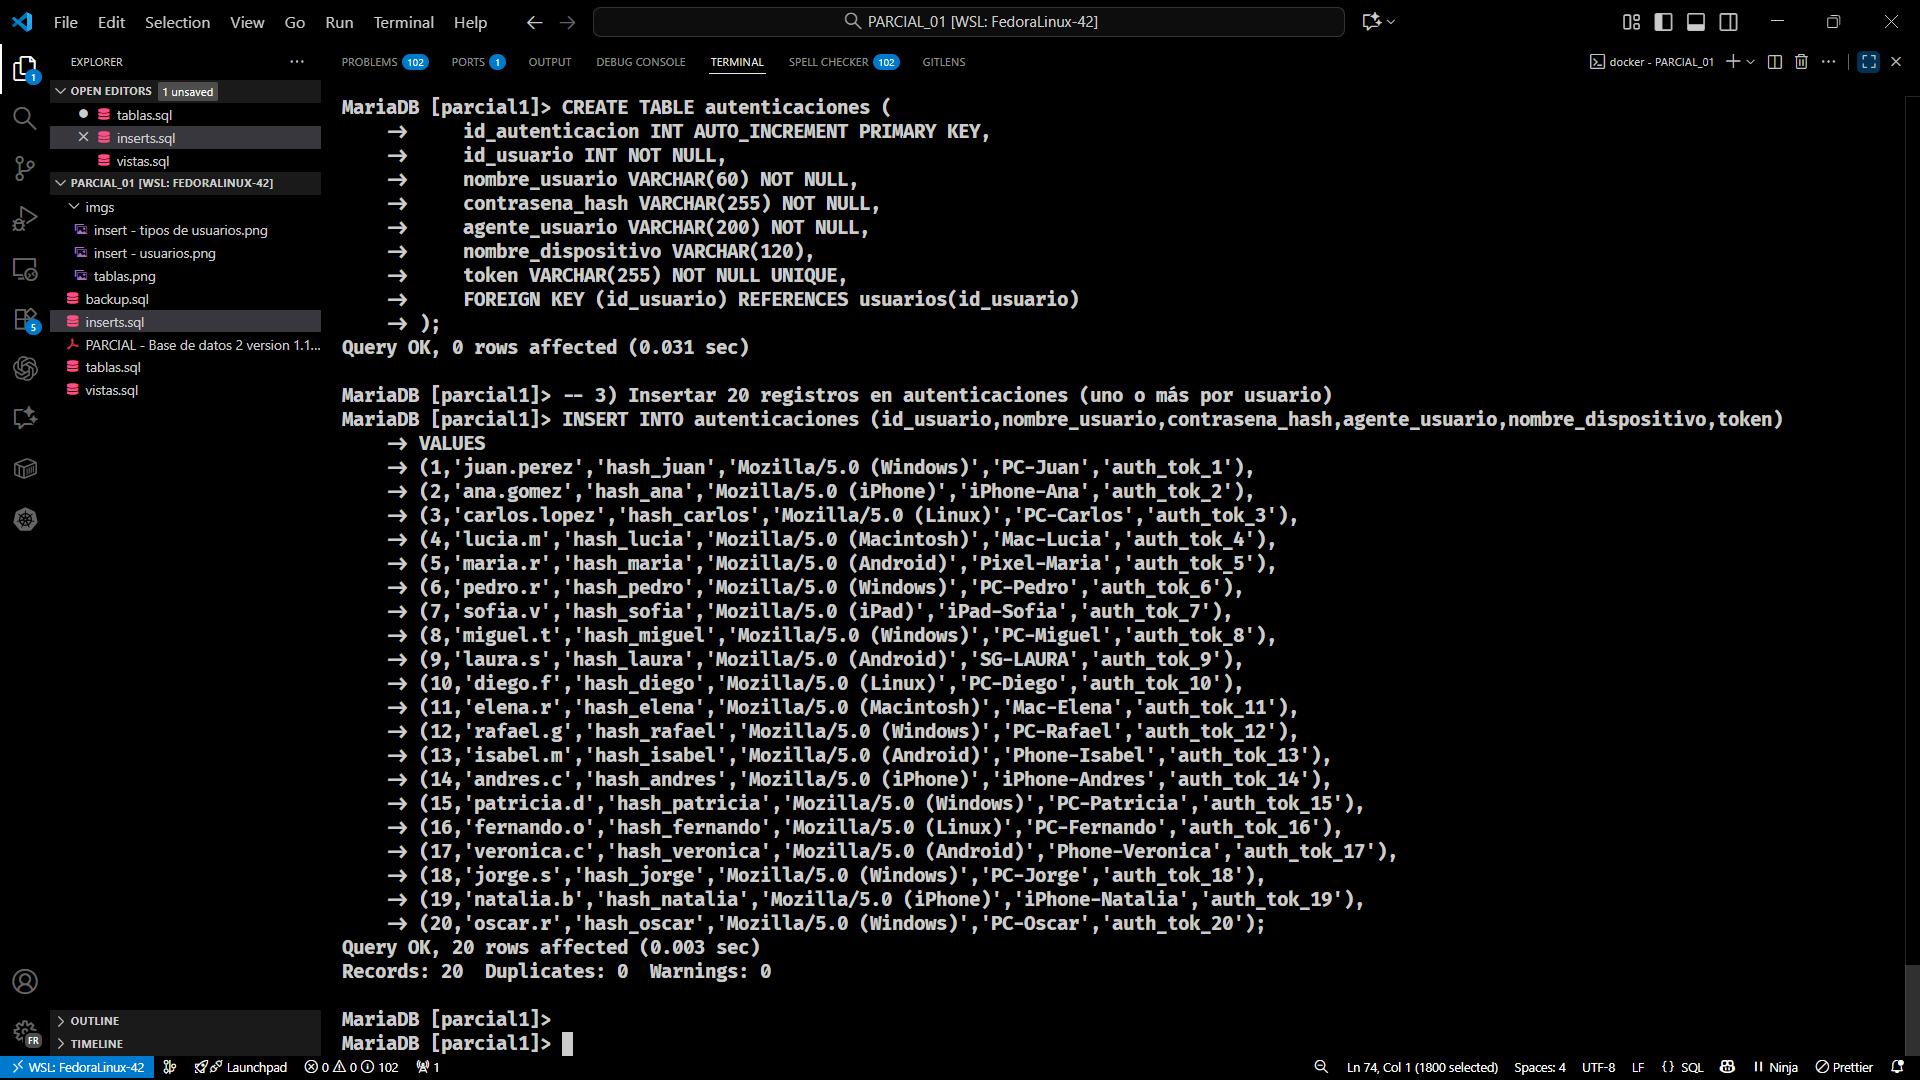 File Edit Selection View Go Run Terminal Help
PARCIAL_01 [WSL: FedoraLinux-42]
EXPLORER
PROBLEMS 102 PORTS 1 OUTPUT DEBUG CONSOLE TERMINAL SPELL CHECKER 102 GITLENS
docker - PARCIAL_01
OPEN EDITORS 1 unsaved
tablas.sql
inserts.sql
vistas.sql
PARCIAL_01 [WSL: FEDORALINUX-42]
imgs
insert - tipos de usuarios.png
insert - usuarios.png
tablas.png
backup.sql
inserts.sql
PARCIAL - Base de datos 2 version 1.1...
tablas.sql
vistas.sql
1
5
MariaDB [parcial1]> CREATE TABLE autenticaciones (
-> id_autenticacion INT AUTO_INCREMENT PRIMARY KEY,
-> id_usuario INT NOT NULL,
-> nombre_usuario VARCHAR(60) NOT NULL,
-> contrasena_hash VARCHAR(255) NOT NULL,
-> agente_usuario VARCHAR(200) NOT NULL,
-> nombre_dispositivo VARCHAR(120),
-> token VARCHAR(255) NOT NULL UNIQUE,
-> FOREIGN KEY (id_usuario) REFERENCES usuarios(id_usuario)
-> );
Query OK, 0 rows affected (0.031 sec)
MariaDB [parcial1]> -- 3) Insertar 20 registros en autenticaciones (uno o más por usuario)
MariaDB [parcial1]> INSERT INTO autenticaciones (id_usuario,nombre_usuario,contrasena_hash,agente_usuario,nombre_dispositivo,token)
-> VALUES
-> (1,'juan.perez','hash_juan','Mozilla/5.0 (Windows)','PC-Juan','auth_tok_1'),
-> (2,'ana.gomez','hash_ana','Mozilla/5.0 (iPhone)','iPhone-Ana','auth_tok_2'),
-> (3,'carlos.lopez','hash_carlos','Mozilla/5.0 (Linux)','PC-Carlos','auth_tok_3'),
-> (4,'lucia.m','hash_lucia','Mozilla/5.0 (Macintosh)','Mac-Lucia','auth_tok_4'),
-> (5,'maria.r','hash_maria','Mozilla/5.0 (Android)','Pixel-Maria','auth_tok_5'),
-> (6,'pedro.r','hash_pedro','Mozilla/5.0 (Windows)','PC-Pedro','auth_tok_6'),
-> (7,'sofia.v','hash_sofia','Mozilla/5.0 (iPad)','iPad-Sofia','auth_tok_7'),
-> (8,'miguel.t','hash_miguel','Mozilla/5.0 (Windows)','PC-Miguel','auth_tok_8'),
-> (9,'laura.s','hash_laura','Mozilla/5.0 (Android)','SG-LAURA','auth_tok_9'),
-> (10,'diego.f','hash_diego','Mozilla/5.0 (Linux)','PC-Diego','auth_tok_10'),
-> (11,'elena.r','hash_elena','Mozilla/5.0 (Macintosh)','Mac-Elena','auth_tok_11'),
-> (12,'rafael.g','hash_rafael','Mozilla/5.0 (Windows)','PC-Rafael','auth_tok_12'),
-> (13,'isabel.m','hash_isabel','Mozilla/5.0 (Android)','Phone-Isabel','auth_tok_13'),
-> (14,'andres.c','hash_andres','Mozilla/5.0 (iPhone)','iPhone-Andres','auth_tok_14'),
-> (15,'patricia.d','hash_patricia','Mozilla/5.0 (Windows)','PC-Patricia','auth_tok_15'),
-> (16,'fernando.o','hash_fernando','Mozilla/5.0 (Linux)','PC-Fernando','auth_tok_16'),
-> (17,'veronica.c','hash_veronica','Mozilla/5.0 (Android)','Phone-Veronica','auth_tok_17'),
-> (18,'jorge.s','hash_jorge','Mozilla/5.0 (Windows)','PC-Jorge','auth_tok_18'),
-> (19,'natalia.b','hash_natalia','Mozilla/5.0 (iPhone)','iPhone-Natalia','auth_tok_19'),
-> (20,'oscar.r','hash_oscar','Mozilla/5.0 (Windows)','PC-Oscar','auth_tok_20');
Query OK, 20 rows affected (0.003 sec)
Records: 20 Duplicates: 0 Warnings: 0
MariaDB [parcial1]>
MariaDB [parcial1]>
OUTLINE
TIMELINE
FR
WSL: FedoraLinux-42 Launchpad 0 0 102 1 Ln 74, Col 1 (1800 selected) Spaces: 4 UTF-8 LF {} SQL Ninja Prettier